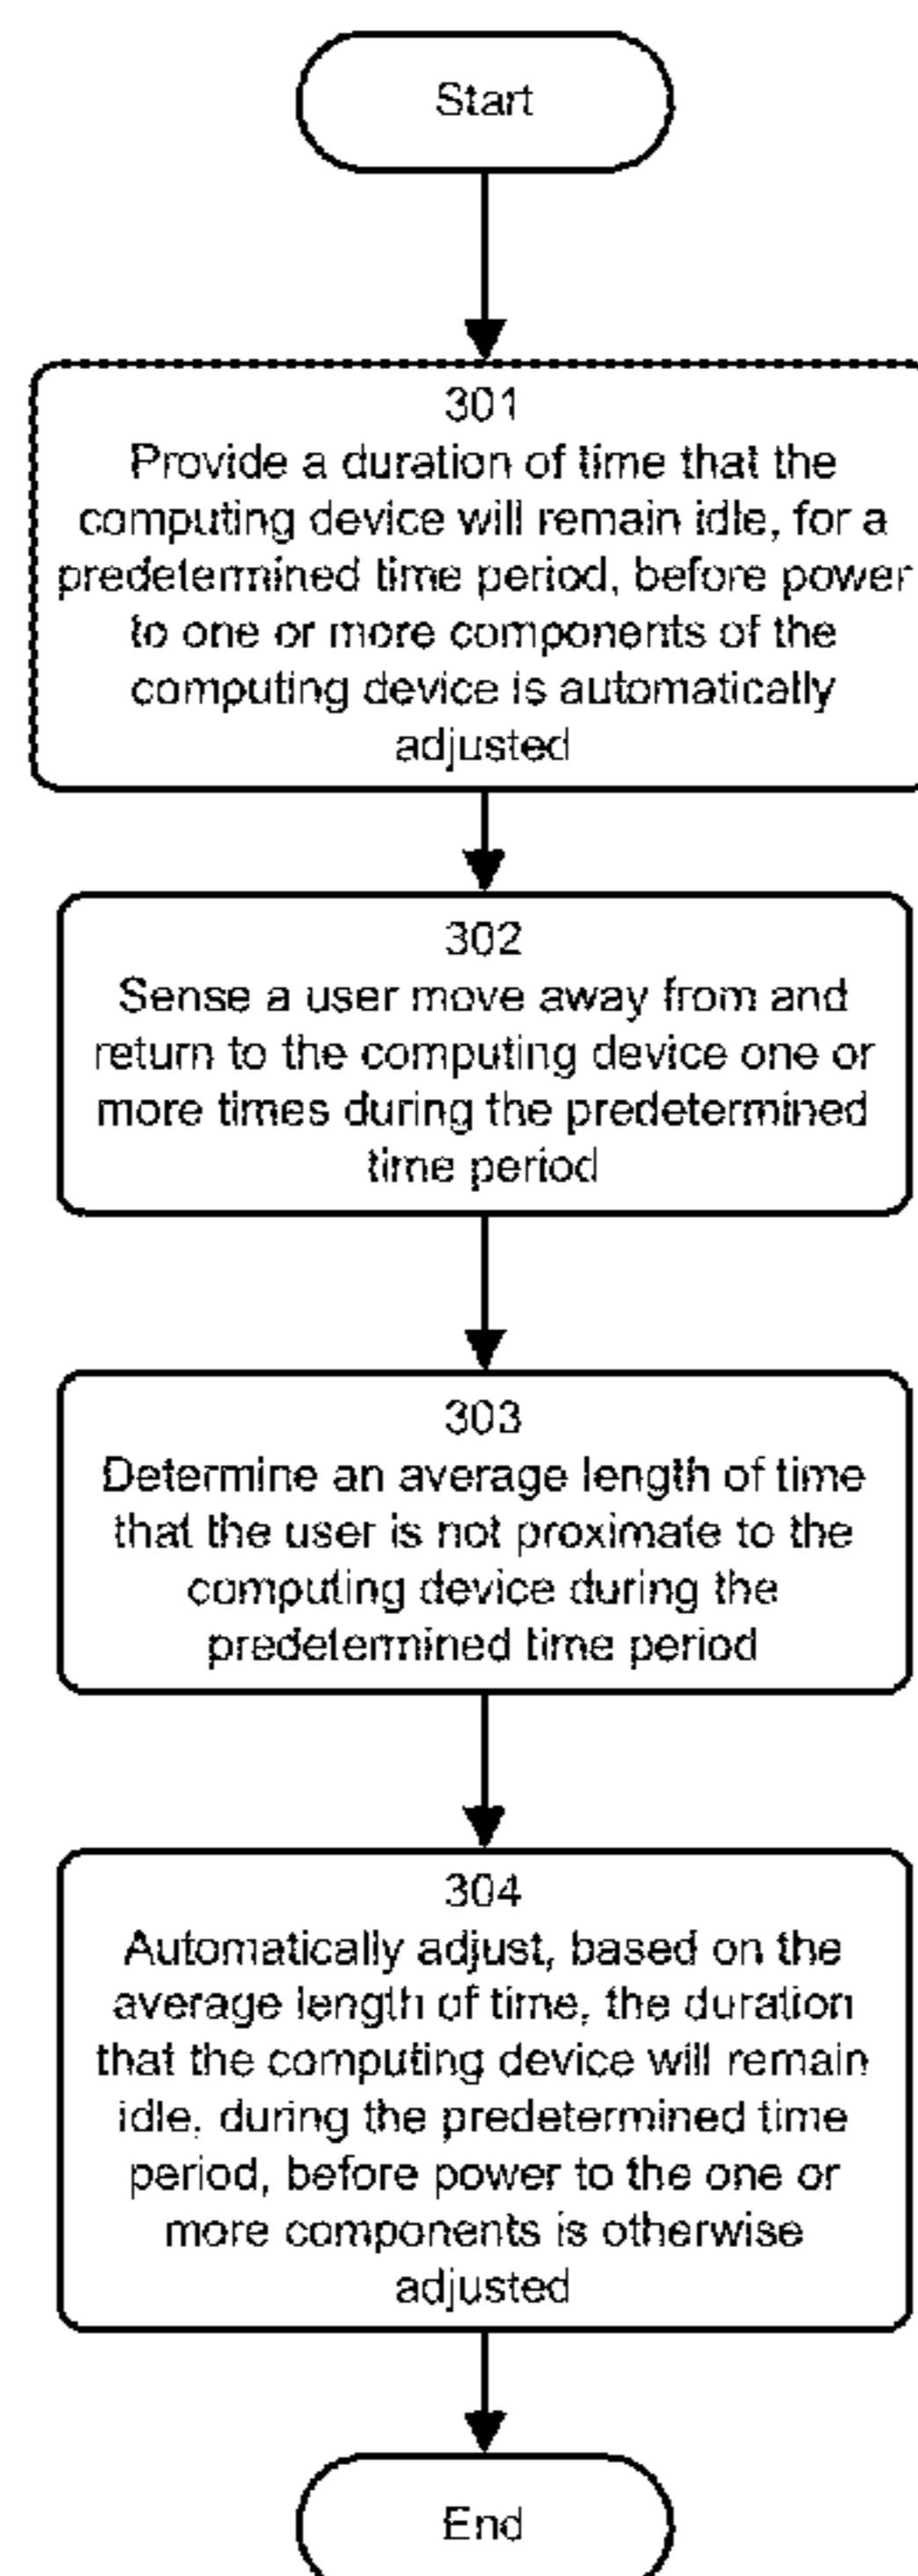 Start
301
Provide a duration of time that the
computing device will remain idle, for a
predetermined time period, before power
to one or more components of the
computing device is automatically
adjusted
302
Sense a user move away from and
return to the computing device one or
more times during the predetermined
time period
303
Determine an average length of time
that the user is not proximate to the
computing device during the
predetermined time period
304
Automatically adjust, based on the
average length of time, the duration
that the computing device will remain
idle, during the predetermined time
period, before power to the one or
more components is otherwise
adjusted
End